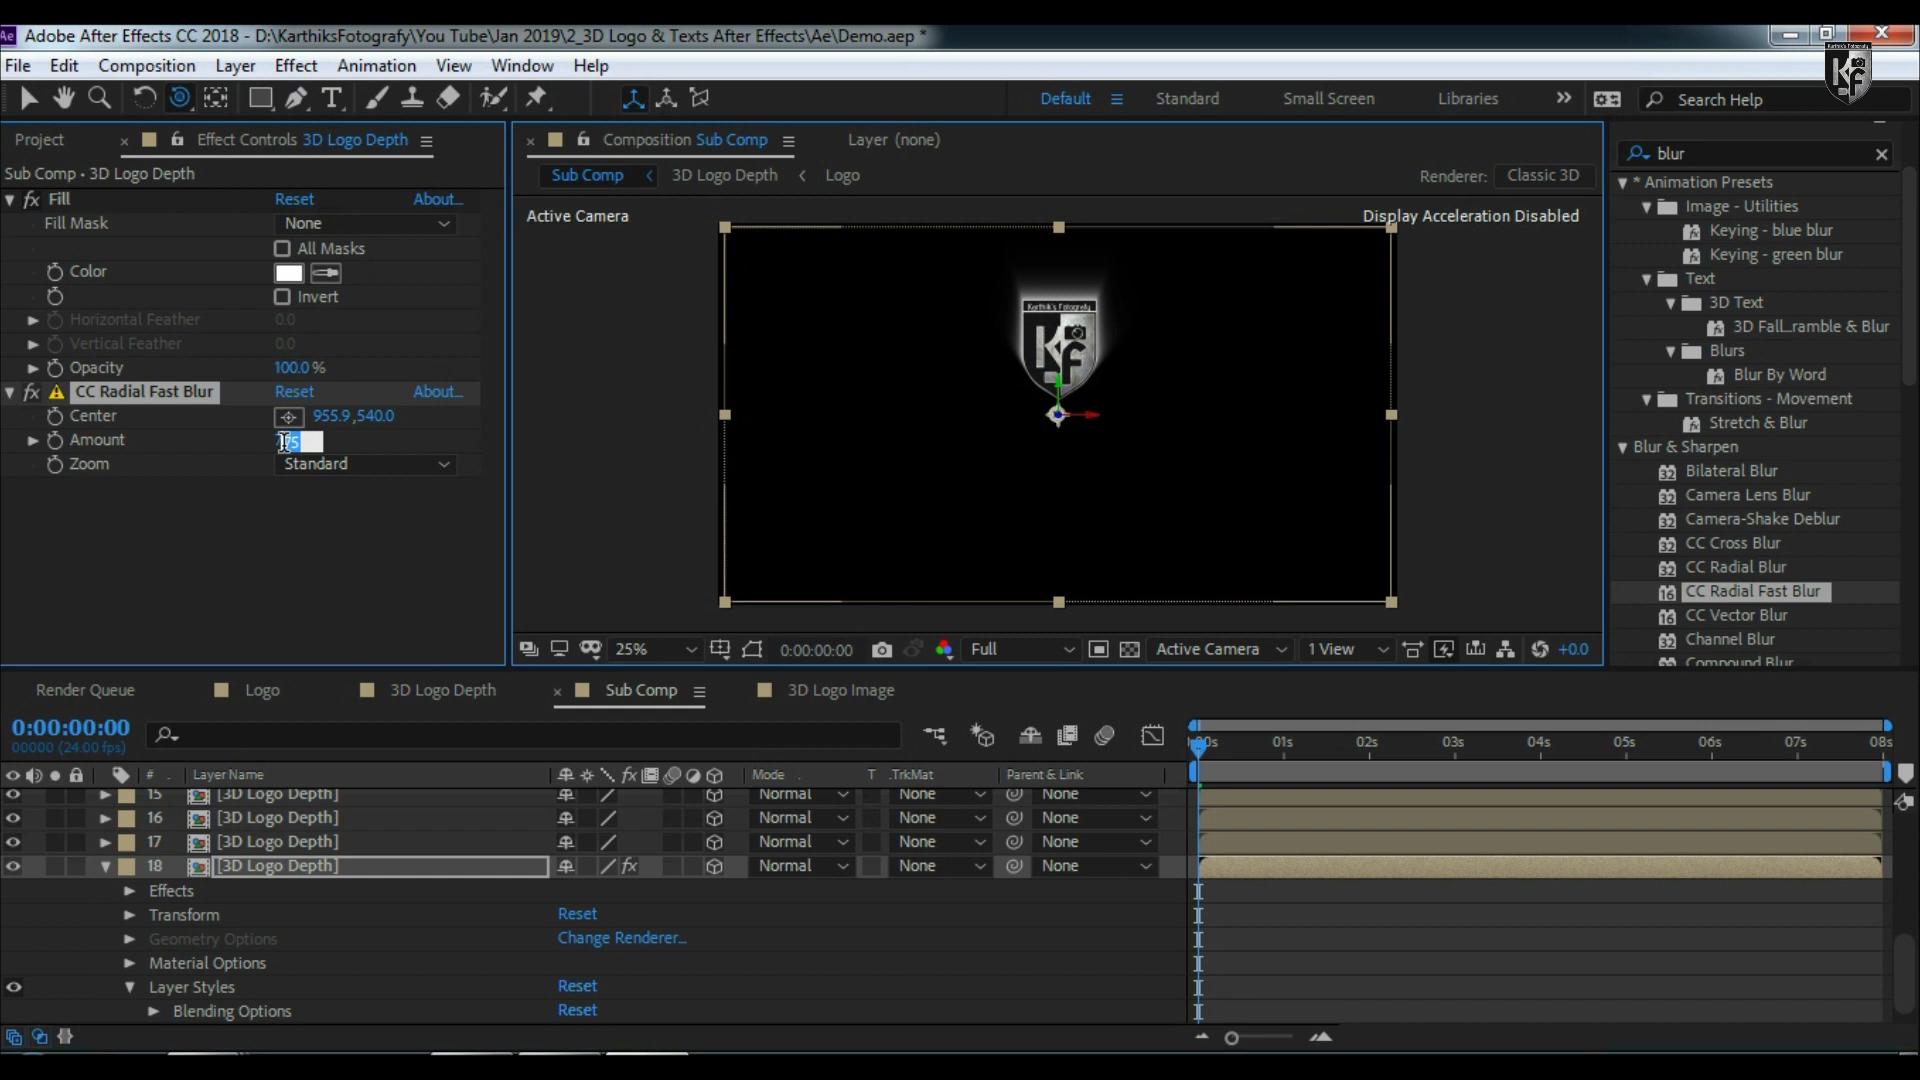 Adobe After Effects CC 2018 - D:\KarthiksFotografy\You Tube\Jan 2019\2_3D Logo & Texts After Effects\Ae\Demo.aep *
File Edit Composition Layer Effect Animation View Window Help
Default Standard Small Screen Libraries Search Help
Project Effect Controls 3D Logo Depth
Sub Comp • 3D Logo Depth
Fill Reset About...
Fill Mask None
All Masks
Color
Invert
Horizontal Feather 0.0
Vertical Feather 0.0
Opacity 100.0 %
CC Radial Fast Blur Reset About...
Center 955.9 ,540.0
Amount
Zoom Standard
Composition Sub Comp Layer (none)
Sub Comp 3D Logo Depth Logo Renderer: Classic 3D
Active Camera Display Acceleration Disabled
Karthik's Fotografy
KF
25% 0:00:00:00 Full Active Camera 1 View +0.0
blur
* Animation Presets
Image - Utilities
Keying - blue blur
Keying - green blur
Text
3D Text
3D Fall...ramble & Blur
Blurs
Blur By Word
Transitions - Movement
Stretch & Blur
Blur & Sharpen
Bilateral Blur
Camera Lens Blur
Camera-Shake Deblur
CC Cross Blur
CC Radial Blur
CC Radial Fast Blur
CC Vector Blur
Channel Blur
Compound Blur
Render Queue Logo 3D Logo Depth Sub Comp 3D Logo Image
0:00:00:00
00000 (24.00 fps)
# Layer Name Mode T .TrkMat Parent & Link
01s 02s 03s 04s 05s 06s 07s 08s
15 [3D Logo Depth] Normal None None
16 [3D Logo Depth] Normal None None
17 [3D Logo Depth] Normal None None
18 [3D Logo Depth] Normal None None
Effects
Transform Reset
Geometry Options Change Renderer...
Material Options
Layer Styles Reset
Blending Options Reset